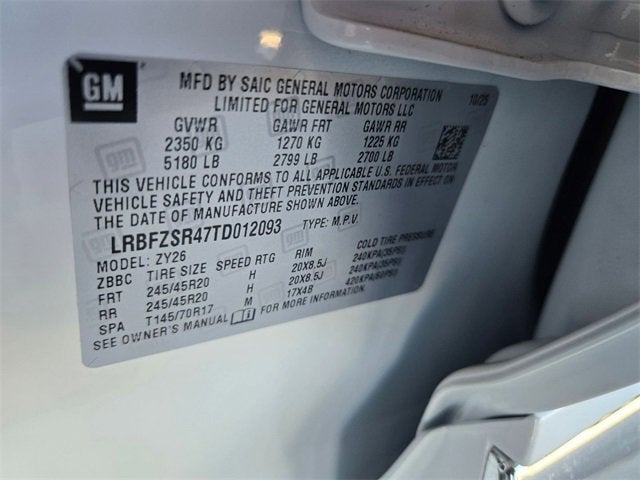 GM
MFD BY SAIC GENERAL MOTORS CORPORATION
LIMITED FOR GENERAL MOTORS LLC
10/25
GVWR GAWR FRT GAWR RR
2350 KG 1270 KG 1225 KG
5180 LB 2799 LB 2700 LB
THIS VEHICLE CONFORMS TO ALL APPLICABLE U.S. FEDERAL MOTOR
VEHICLE SAFETY AND THEFT PREVENTION STANDARDS IN EFFECT ON
THE DATE OF MANUFACTURE SHOWN ABOVE.
LRBFZSR47TD012093 TYPE: M.P.V.
MODEL: ZY26
ZBBC TIRE SIZE SPEED RTG RIM COLD TIRE PRESSURE
FRT 245/45R20 H 20X8.5J 240KPA(35PSI)
RR 245/45R20 H 20X8.5J 240KPA(35PSI)
SPA T145/70R17 M 17X4B 420KPA(60PSI)
SEE OWNER'S MANUAL FOR MORE INFORMATION.